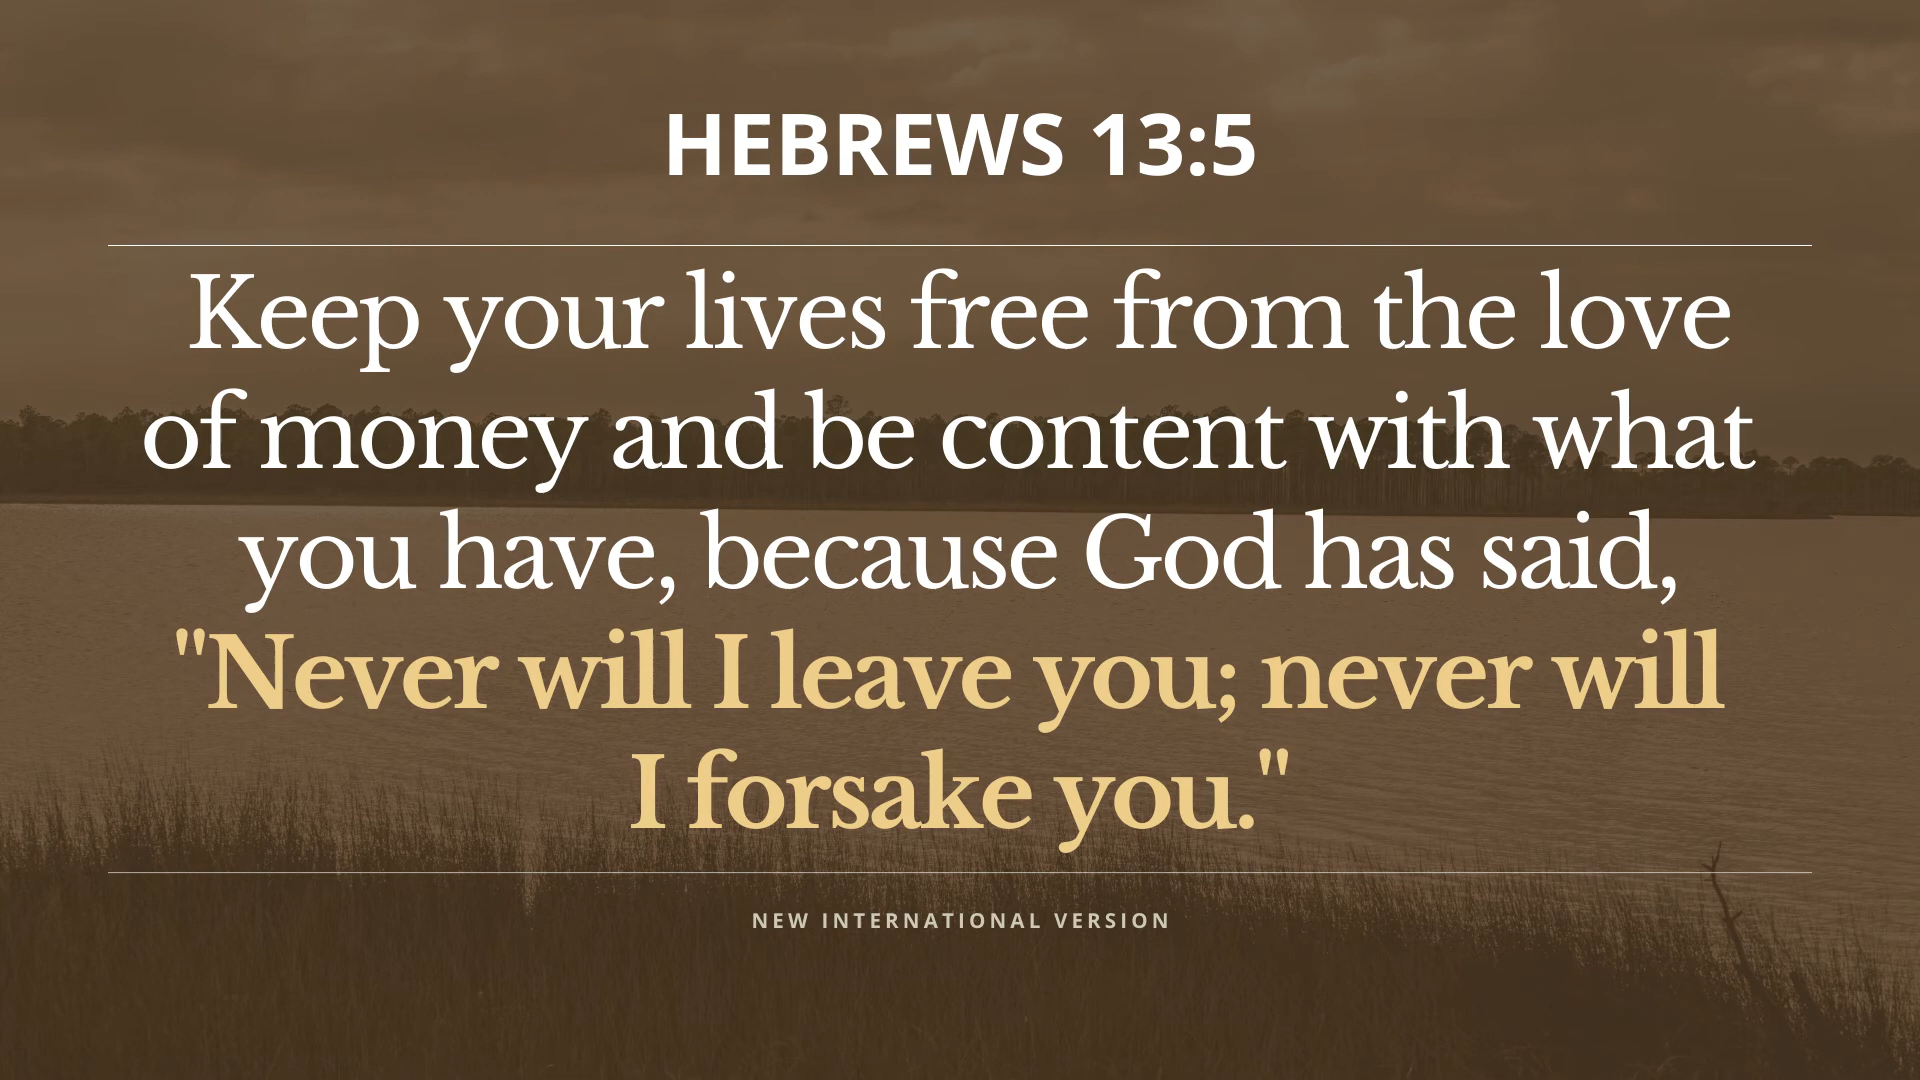 HEBREWS 13:5
Keep your lives free from the love
of money and be content with what
you have, because God has said,
"Never will I leave you; never will
I forsake you."
NEW INTERNATIONAL VERSION